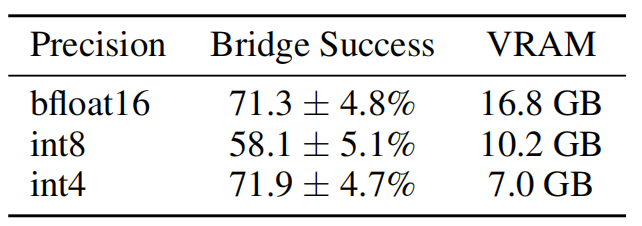 Precision Bridge Success VRAM
bfloat16 71.3 ± 4.8% 16.8 GB
int8 58.1 ± 5.1% 10.2 GB
int4 71.9 ± 4.7% 7.0 GB